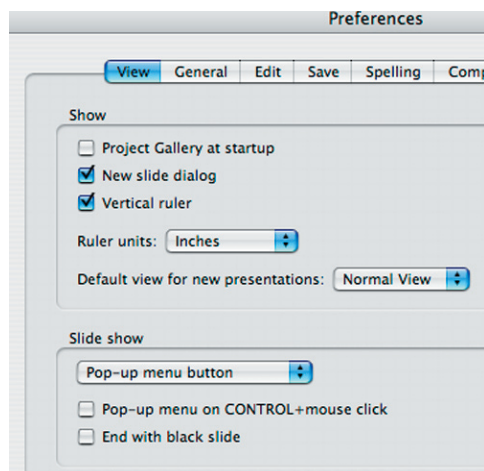 Preferences
View General Edit Save Spelling
Show
Project Gallery at startup
New slide dialog
Vertical ruler
Ruler units: Inches
Default view for new presentations: Normal View
Slide show
Pop-up menu button
Pop-up menu on CONTROL+mouse click
End with black slide